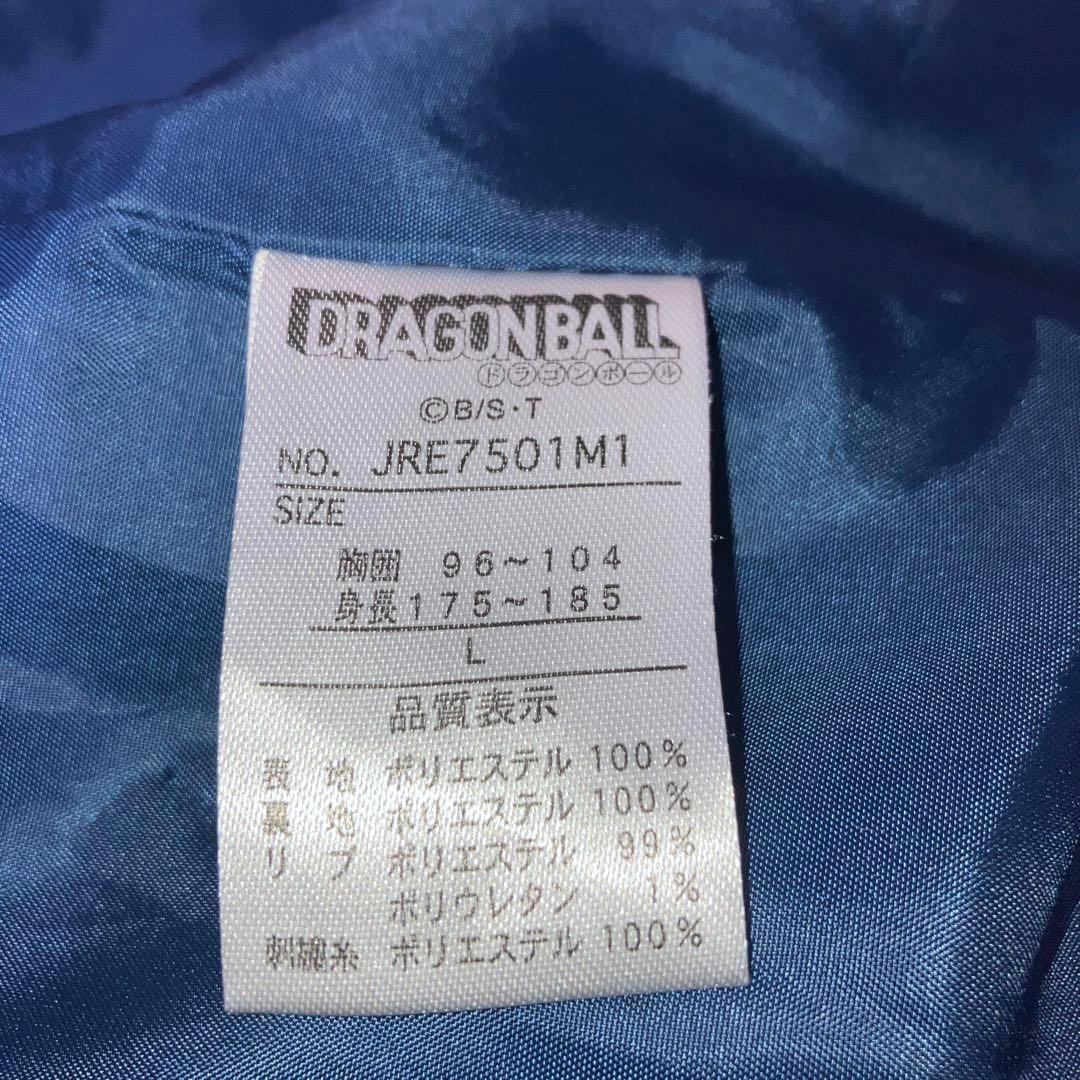 DRAGON BALL
ドラゴンボール
©B/S・T
NO. JRE7501M1
SIZE
胸囲 96~104
身長175~185
L
品質表示
表 地 ポリエステル 100%
裏 地 ポリエステル 100%
リ ブ ポリエステル 99%
ポリウレタン 1%
刺繍糸 ポリエステル 100%